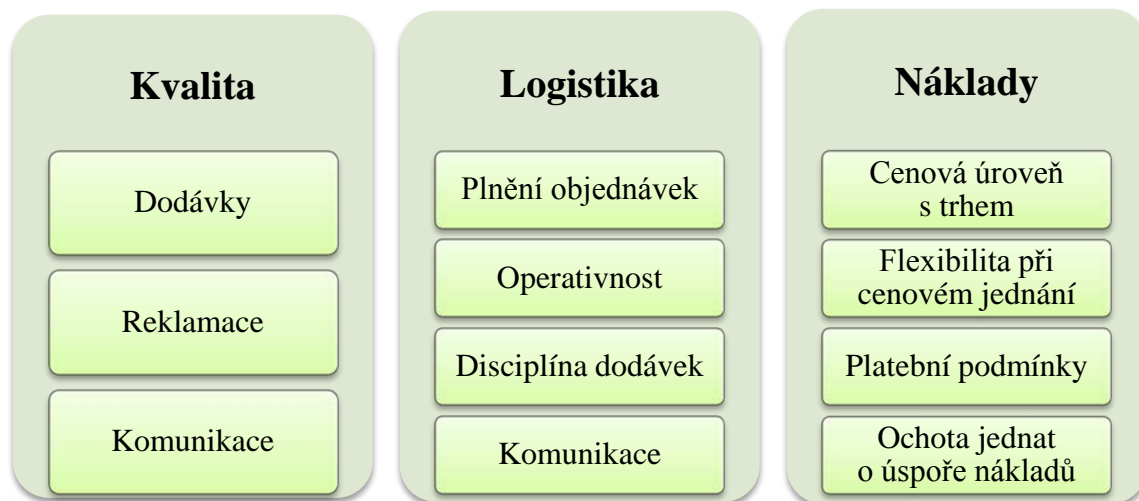 Kvalita
Dodávky
Reklamace
Komunikace
Logistika
Plnění objednávek
Operativnost
Disciplína dodávek
Komunikace
Náklady
Cenová úroveň
s trhem
Flexibilita při
cenovém jednání
Platební podmínky
Ochota jednat
o úspoře nákladů